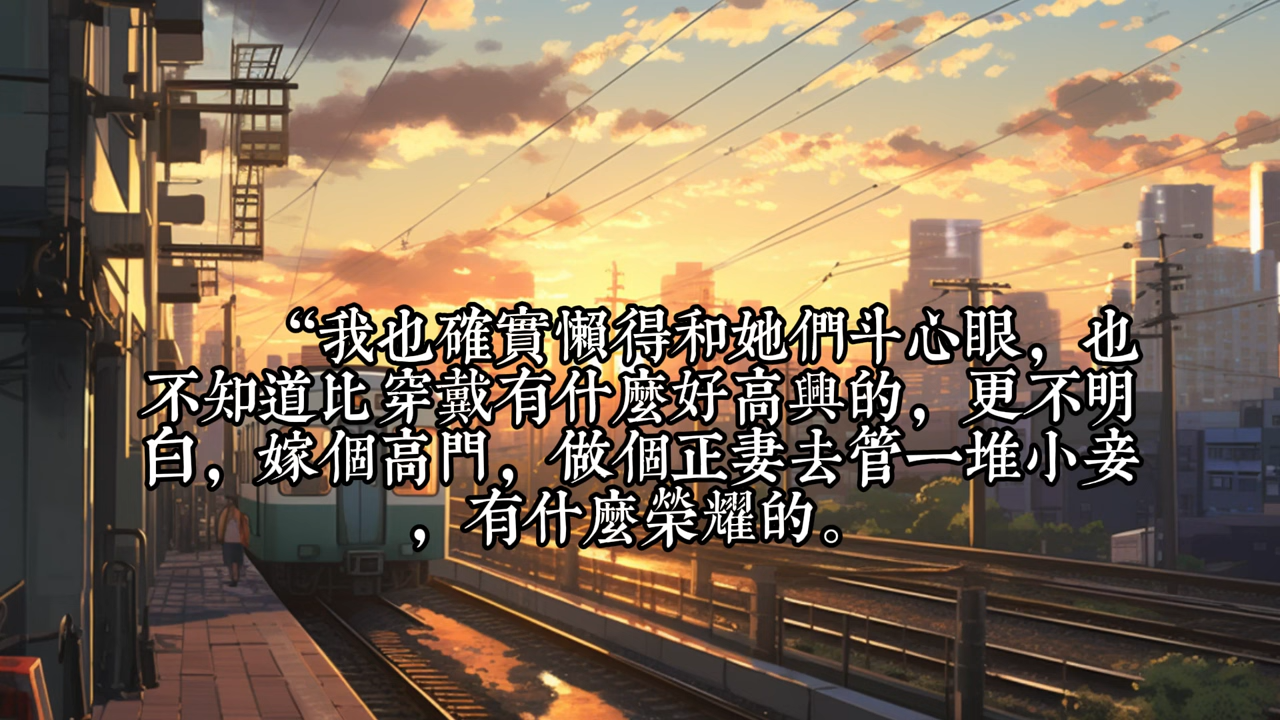 “我也確實懶得和她們斗心眼，也
不知道比穿戴有什麼好高興的，更不明
白，嫁個高門，做個正妻去管一堆小妾
，有什麼榮耀的。